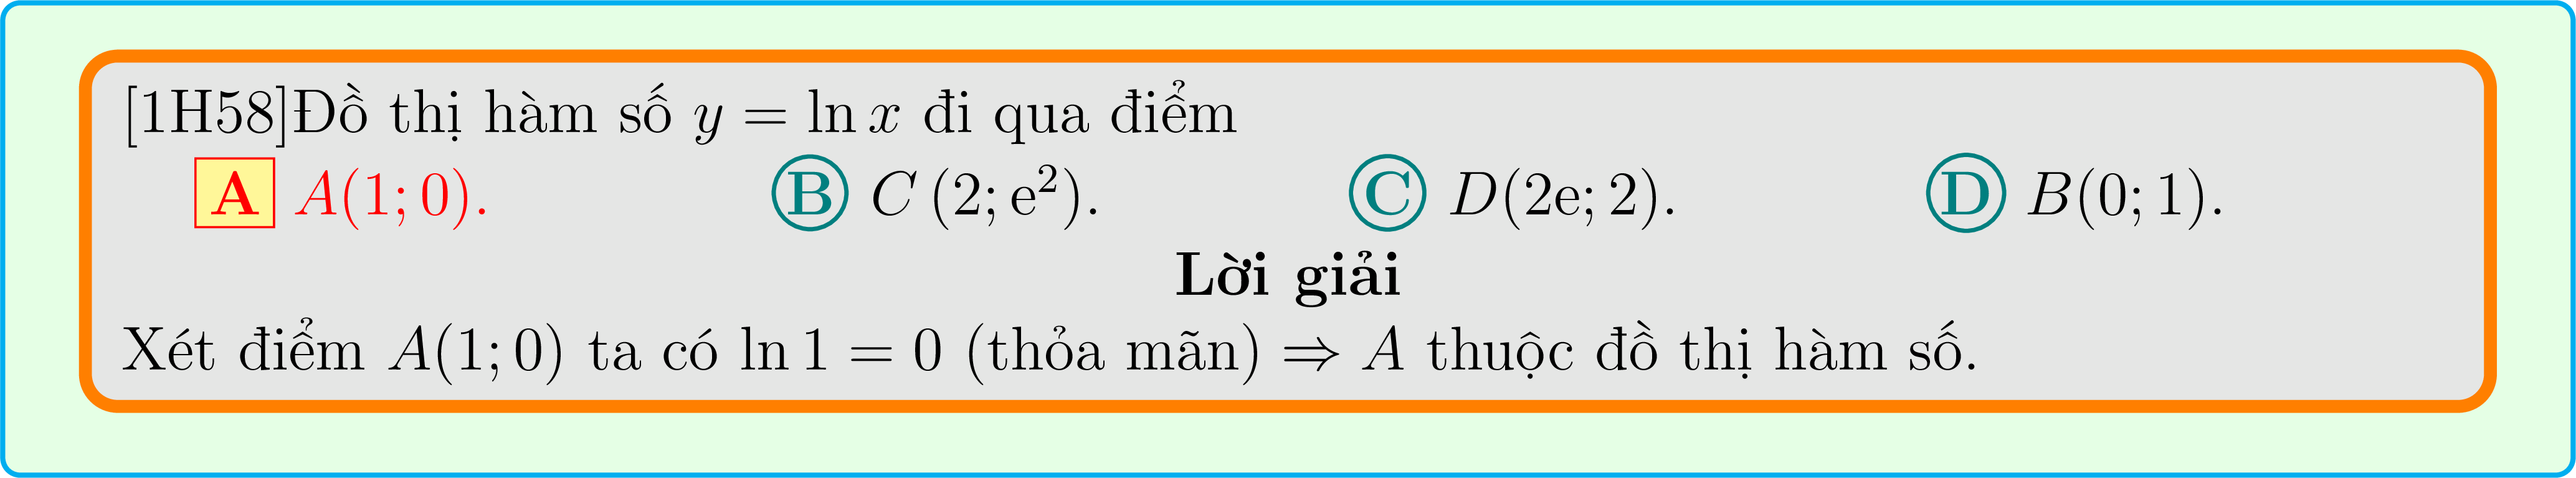 [1H58]Đồ thị hàm số y = ln x đi qua điểm
A A(1; 0). B C (2; e²). C D(2e; 2). D B(0; 1).
Lời giải
Xét điểm A(1; 0) ta có ln 1 = 0 (thỏa mãn) ⇒ A thuộc đồ thị hàm số.